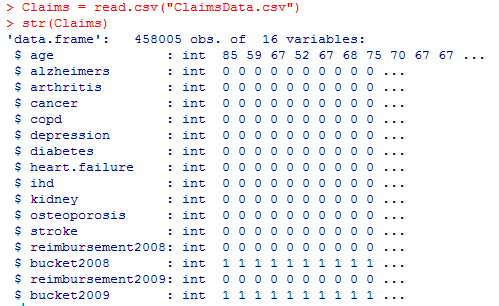 > Claims = read.csv("ClaimsData.csv")
> str(Claims)
'data.frame':   458005 obs. of  16 variables:
 $ age              : int  85 59 67 52 67 68 75 70 67 67 ...
 $ alzheimers       : int  0 0 0 0 0 0 0 0 0 0 ...
 $ arthritis        : int  0 0 0 0 0 0 0 0 0 0 ...
 $ cancer           : int  0 0 0 0 0 0 0 0 0 0 ...
 $ copd             : int  0 0 0 0 0 0 0 0 0 0 ...
 $ depression       : int  0 0 0 0 0 0 0 0 0 0 ...
 $ diabetes         : int  0 0 0 0 0 0 0 0 0 0 ...
 $ heart.failure    : int  0 0 0 0 0 0 0 0 0 0 ...
 $ ihd              : int  0 0 0 0 0 0 0 0 0 0 ...
 $ kidney           : int  0 0 0 0 0 0 0 0 0 0 ...
 $ osteoporosis     : int  0 0 0 0 0 0 0 0 0 0 ...
 $ stroke           : int  0 0 0 0 0 0 0 0 0 0 ...
 $ reimbursement2008: int  0 0 0 0 0 0 0 0 0 0 ...
 $ bucket2008       : int  1 1 1 1 1 1 1 1 1 1 ...
 $ reimbursement2009: int  0 0 0 0 0 0 0 0 0 0 ...
 $ bucket2009       : int  1 1 1 1 1 1 1 1 1 1 ...